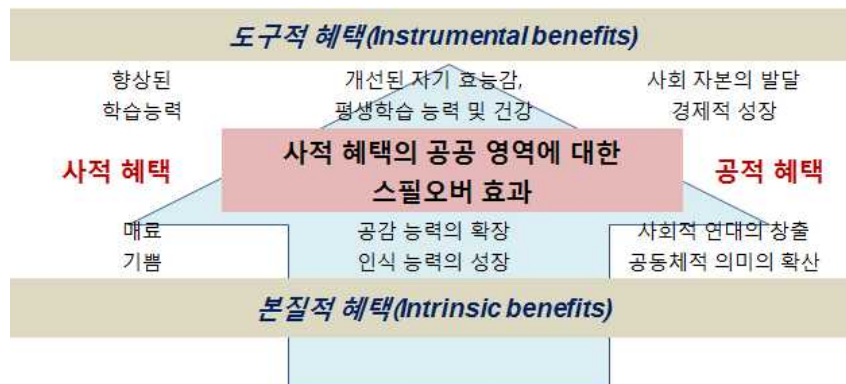 도구적 혜택(Instrumental benefits)
향상된 개선된 자기 효능감, 사회 자본의 발달
학습능력 평생학습 능력 및 건강 경제적 성장
사적 혜택의 공공 영역에 대한
사적 혜택 공적 혜택
스필오버 효과
매료 공감 능력의 확장 사회적 연대의 창출
기쁨 인식 능력의 성장 공동체적 의미의 확산
본질적 혜택(Intrinsic benefits)